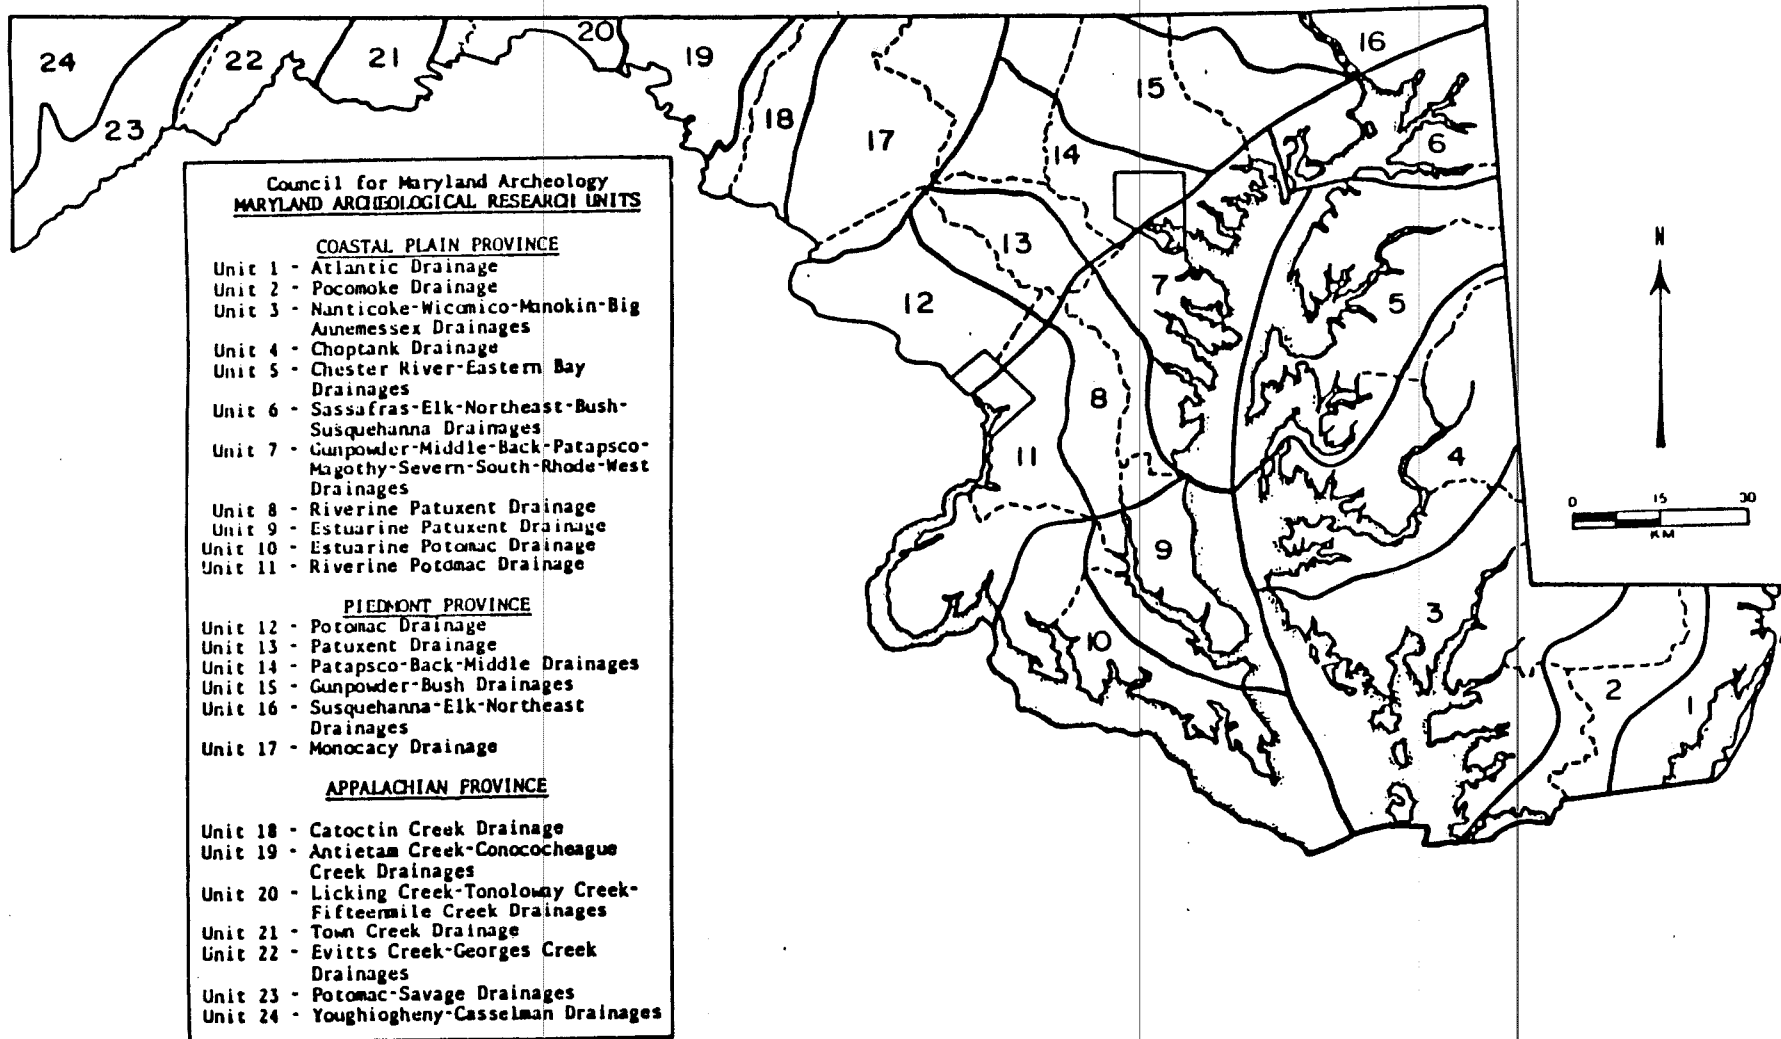 24
23
22
21
20
19
18
17
16
15
14
13
12
11
10
9
8
7
6
5
4
3
2
1
N
0 15 30
KM
Council for Maryland Archeology
MARYLAND ARCHEOLOGICAL RESEARCH UNITS
COASTAL PLAIN PROVINCE
Unit 1 - Atlantic Drainage
Unit 2 - Pocomoke Drainage
Unit 3 - Nanticoke-Wicomico-Manokin-Big
Annemessex Drainages
Unit 4 - Choptank Drainage
Unit 5 - Chester River-Eastern Bay
Drainages
Unit 6 - Sassafras-Elk-Northeast-Bush-
Susquehanna Drainages
Unit 7 - Gunpowder-Middle-Back-Patapsco-
Magothy-Severn-South-Rhode-West
Drainages
Unit 8 - Riverine Patuxent Drainage
Unit 9 - Estuarine Patuxent Drainage
Unit 10 - Estuarine Potomac Drainage
Unit 11 - Riverine Potomac Drainage
PIEDMONT PROVINCE
Unit 12 - Potomac Drainage
Unit 13 - Patuxent Drainage
Unit 14 - Patapsco-Back-Middle Drainages
Unit 15 - Gunpowder-Bush Drainages
Unit 16 - Susquehanna-Elk-Northeast
Drainages
Unit 17 - Monocacy Drainage
APPALACHIAN PROVINCE
Unit 18 - Catoctin Creek Drainage
Unit 19 - Antietam Creek-Conococheague
Creek Drainages
Unit 20 - Licking Creek-Tonoloway Creek-
Fifteenmile Creek Drainages
Unit 21 - Town Creek Drainage
Unit 22 - Evitts Creek-Georges Creek
Drainages
Unit 23 - Potomac-Savage Drainages
Unit 24 - Youghiogheny-Casselman Drainages